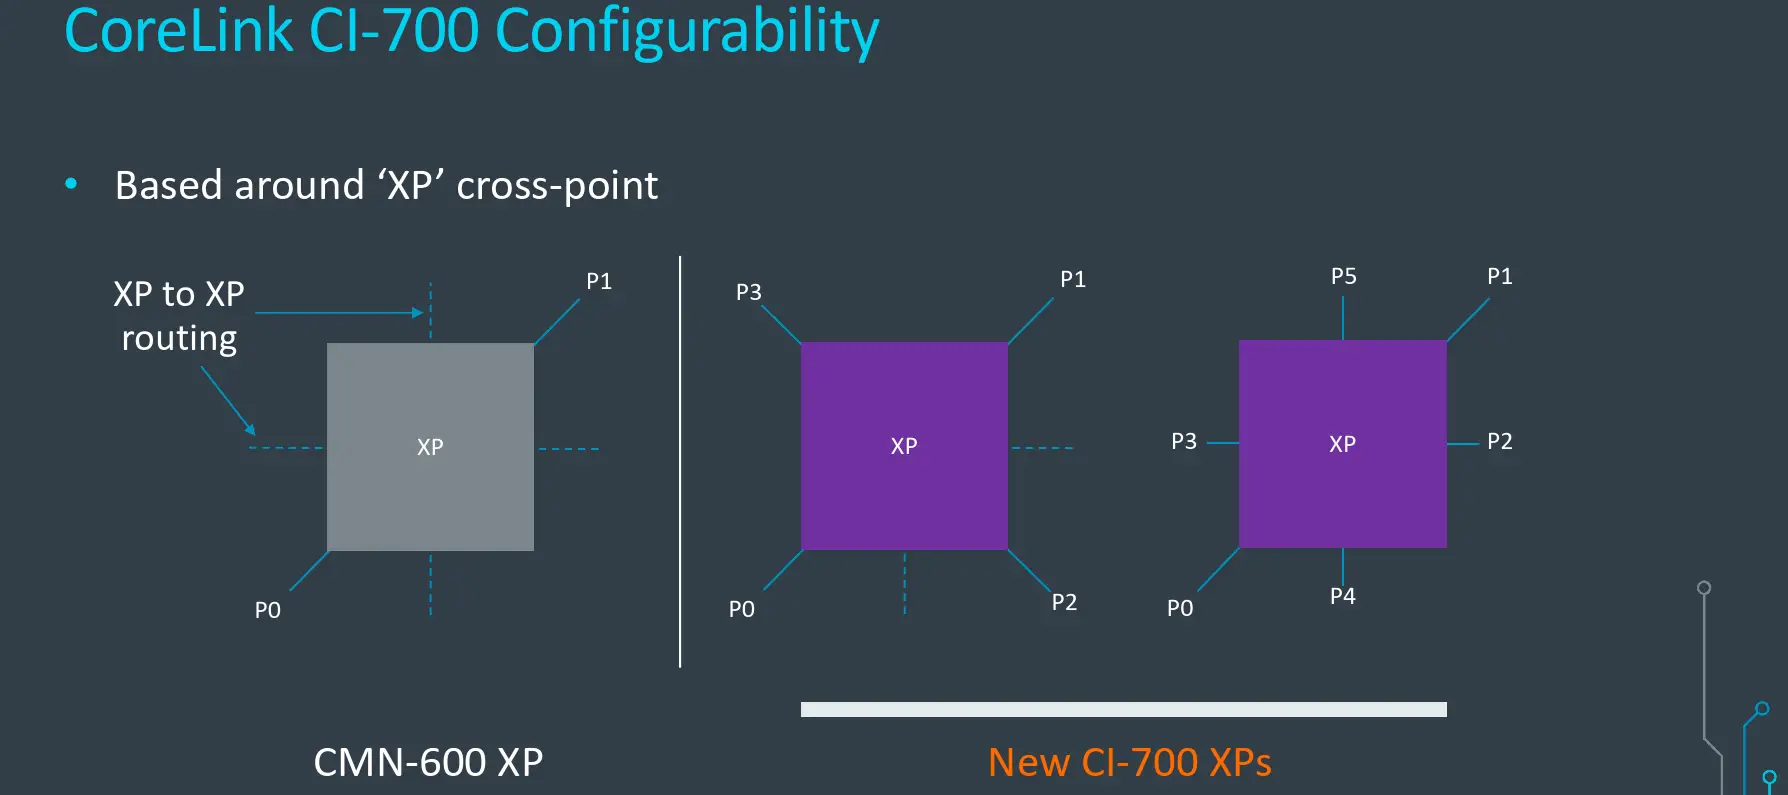 CoreLink CI-700 Configurability
• Based around ‘XP’ cross-point
XP to XP
routing
P1
XP
P0
P3
P1
XP
P0
P2
P5
P1
P3
XP
P2
P0
P4
CMN-600 XP
New CI-700 XPs